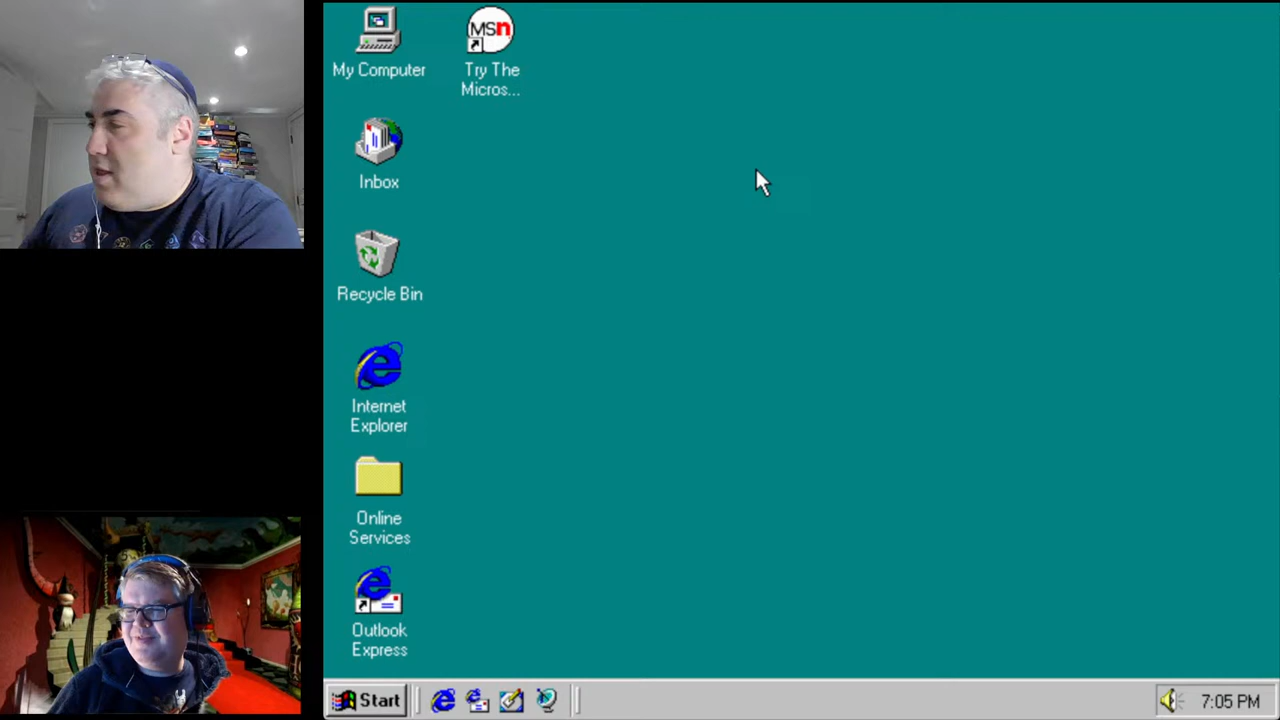 My Computer
MSn
Try The
Micros...
Inbox
Recycle Bin
Internet
Explorer
Online
Services
Outlook
Express
Start
7:05 PM